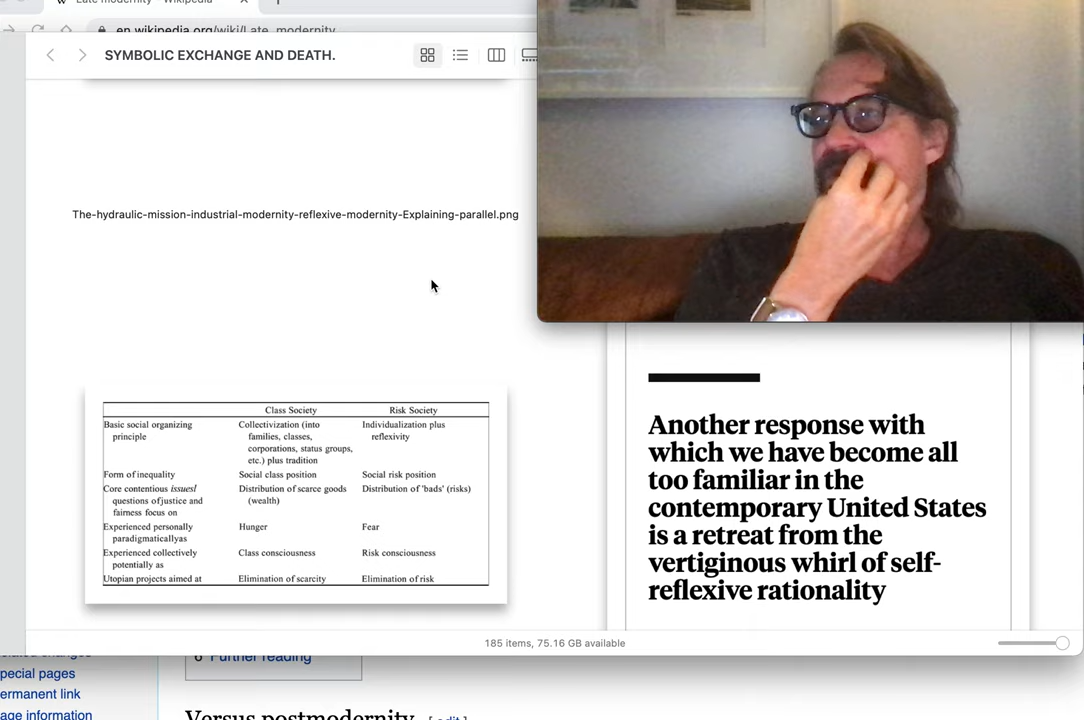 Late modernity - Wikipedia
en.wikipedia.org/wiki/Late_modernity
SYMBOLIC EXCHANGE AND DEATH.
The-hydraulic-mission-industrial-modernity-reflexive-modernity-Explaining-parallel.png
Class Society Risk Society
Basic social organizing principle
Collectivization (into families, classes, corporations, status groups, etc.) plus tradition
Individualization plus reflexivity
Form of inequality Social class position Social risk position
Core contentious issues/ questions of justice and fairness focus on
Distribution of scarce goods (wealth)
Distribution of 'bads' (risks)
Experienced personally paradigmaticallyas
Hunger
Fear
Experienced collectively potentially as
Class consciousness
Risk consciousness
Utopian projects aimed at Elimination of scarcity Elimination of risk
Another response with
which we have become all
too familiar in the
contemporary United States
is a retreat from the
vertiginous whirl of self-
reflexive rationality
185 items, 75.16 GB available
pecial pages
ermanent link
age information
6 Further reading
Versus postmodernity [ edit ]